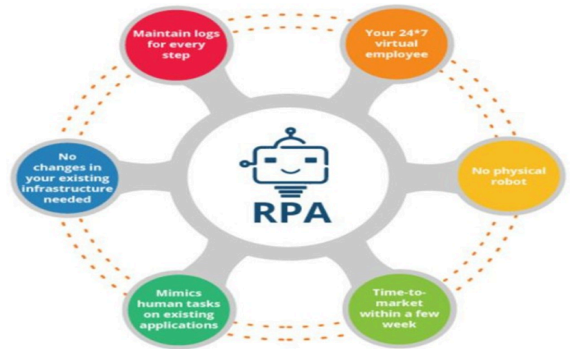 Maintain logs
for every
step
Your 24*7
virtual
employee
No
changes in
your existing
infrastructure
needed
RPA
No physical
robot
Mimics
human tasks
on existing
applications
Time-to-
market
within a few
week